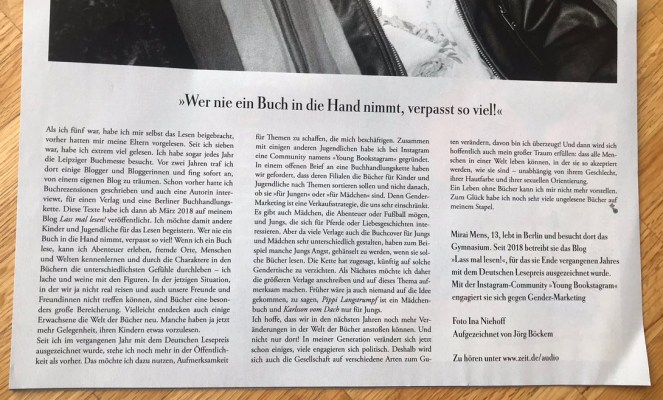 »Wer nie ein Buch in die Hand nimmt, verpasst so viel!«
Als ich fünf war, habe ich mir selbst das Lesen beigebracht,
vorher hatten mir meine Eltern vorgelesen. Seit ich sieben
war, habe ich extrem viel gelesen. Ich habe sogar jedes Jahr
die Leipziger Buchmesse besucht. Vor zwei Jahren traf ich
dort einige Blogger und Bloggerinnen und fing sofort an,
von einem eigenen Blog zu träumen. Schon vorher hatte ich
Buchrezensionen geschrieben und auch eine Autorin inter-
viewt, für einen Verlag und eine Berliner Buchhandlungs-
kette. Diese Texte habe ich dann ab März 2018 auf meinem
Blog Lass mal lesen! veröffentlicht. Ich möchte damit andere
Kinder und Jugendliche für das Lesen begeistern. Wer nie ein
Buch in die Hand nimmt, verpasst so viel! Wenn ich ein Buch
lese, kann ich Abenteuer erleben, fremde Orte, Menschen
und Welten kennenlernen und durch die Charaktere in den
Büchern die unterschiedlichsten Gefühle durchleben – ich
lache und weine mit den Figuren. In der jetzigen Situation,
in der wir ja nicht real reisen und auch unsere Freunde und
Freundinnen nicht treffen können, sind Bücher eine beson-
ders große Bereicherung. Vielleicht entdecken auch einige
Erwachsene die Welt der Bücher neu. Manche haben ja jetzt
mehr Gelegenheit, ihren Kindern etwas vorzulesen.
Seit ich im vergangenen Jahr mit dem Deutschen Lesepreis
ausgezeichnet wurde, stehe ich noch mehr in der Öffentlich-
keit als vorher. Das möchte ich dazu nutzen, Aufmerksamkeit
für Themen zu schaffen, die mich beschäftigen. Zusammen
mit einigen anderen Jugendlichen habe ich bei Instagram
eine Community namens »Young Bookstagram« gegründet.
In einem offenen Brief an eine Buchhandlungskette haben
wir gefordert, dass deren Filialen die Bücher für Kinder und
Jugendliche nach Themen sortieren sollen und nicht danach,
ob sie »für Jungen« oder »für Mädchen« sind. Denn Gender-
Marketing ist eine Verkaufsstrategie, die uns sehr einschränkt.
Es gibt auch Mädchen, die Abenteuer oder Fußball mögen,
und Jungs, die sich für Pferde oder Liebesgeschichten inte-
ressieren. Aber da viele Verlage auch die Buchcover für Jungs
und Mädchen sehr unterschiedlich gestalten, haben zum Bei-
spiel manche Jungs Angst, gehänselt zu werden, wenn sie sol-
che Bücher lesen. Die Kette hat zugesagt, künftig auf solche
Gendertische zu verzichten. Als Nächstes möchte ich daher
die größeren Verlage anschreiben und auf dieses Thema auf-
merksam machen. Früher wäre ja auch niemand auf die Idee
gekommen, zu sagen, Pippi Langstrumpf ist ein Mädchen-
buch und Karlsson vom Dach nur für Jungs.
Ich hoffe, dass wir in den nächsten Jahren noch mehr Ver-
änderungen in der Welt der Bücher anstoßen können. Und
nicht nur dort! In meiner Generation verändert sich jetzt
schon einiges, viele engagieren sich politisch. Deshalb wird
sich auch die Gesellschaft auf verschiedene Arten zum Gu-
ten verändern, davon bin ich überzeugt! Und dann wird sich
hoffentlich auch mein großer Traum erfüllen: dass alle Men-
schen in einer Welt leben können, in der sie so akzeptiert
werden, wie sie sind – unabhängig von ihrem Geschlecht,
ihrer Hautfarbe und ihrer sexuellen Orientierung.
Ein Leben ohne Bücher kann ich mir nicht mehr vorstellen.
Zum Glück habe ich noch sehr viele ungelesene Bücher auf
meinem Stapel.
Mirai Mens, 13, lebt in Berlin und besucht dort das
Gymnasium. Seit 2018 betreibt sie das Blog
»Lass mal lesen!«, für das sie Ende vergangenen Jahres
mit dem Deutschen Lesepreis ausgezeichnet wurde.
Mit der Instagram-Community »Young Bookstagram«
engagiert sie sich gegen Gender-Marketing
Foto Ina Niehoff
Aufgezeichnet von Jörg Böckem
Zu hören unter www.zeit.de/audio